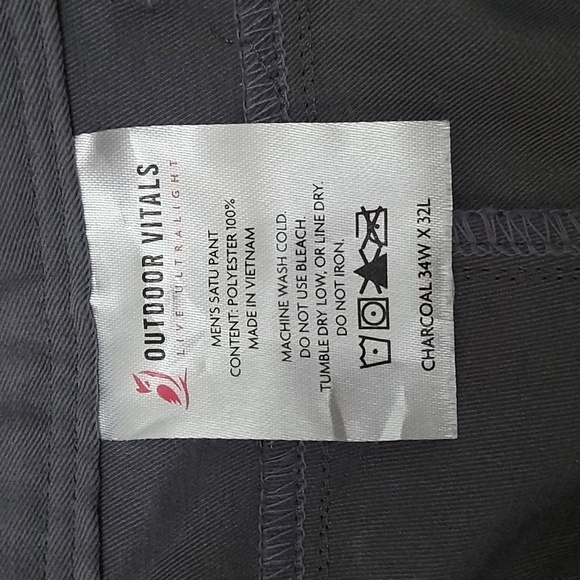 OUTDOOR VITALS
LIVE ULTRALIGHT
MEN'S SATU PANT
CONTENT: POLYESTER 100%
MADE IN VIETNAM
MACHINE WASH COLD.
DO NOT USE BLEACH.
TUMBLE DRY LOW, OR LINE DRY.
DO NOT IRON.
CHARCOAL 34W X 32L